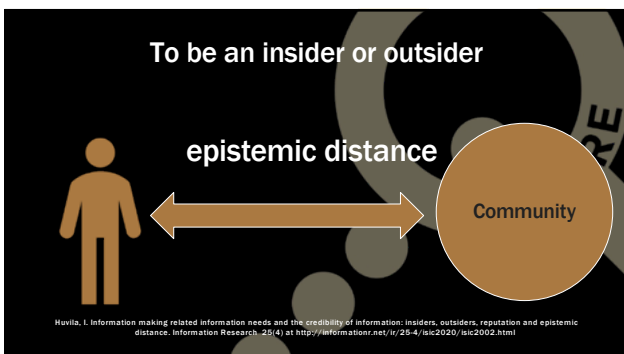 To be an insider or outsider
epistemic distance
RE
Community
Huvila, I. Information making related information needs and the credibility of information: insiders, outsiders, reputation and epistemic
distance. Information Research 25(4) at http://informationr.net/ir/25-4/isic2020/isic2002.html